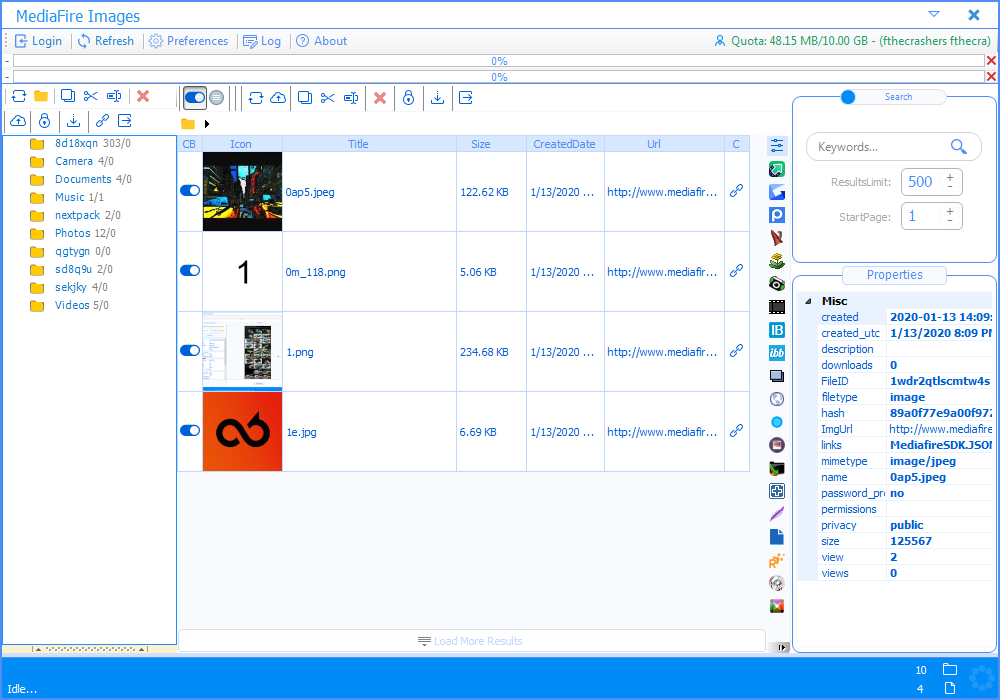 MediaFire Images
Login Refresh Preferences Log About Quota: 48.15 MB/10.00 GB - (fthecrashers fthecra)
- 0%
- 0%
8d18xqn 303/0
Camera 4/0
Documents 4/0
Music 1/1
nextpack 2/0
Photos 12/0
qgtygn 0/0
sd8q9u 2/0
sekjky 4/0
Videos 5/0
CB Icon Title Size CreatedDate Url C
0ap5.jpeg 122.62 KB 1/13/2020 ... http://www.mediafir...
1 0m_118.png 5.06 KB 1/13/2020 ... http://www.mediafir...
1.png 234.68 KB 1/13/2020 ... http://www.mediafir...
1e.jpg 6.69 KB 1/13/2020 ... http://www.mediafir...
Load More Results
IB
ibb
Search
Keywords...
ResultsLimit: 500
StartPage: 1
Properties
Misc
created 2020-01-13 14:09:
created_utc 1/13/2020 8:09 PM
description
downloads 0
FileID 1wdr2qtlscmtw4s
filetype image
hash 89a0f77e9a00f972
ImgUrl http://www.mediafire
links MediafireSDK.JSON
mimetype image/jpeg
name 0ap5.jpeg
password_pro no
permissions
privacy public
size 125567
view 2
views 0
10
4
Idle...